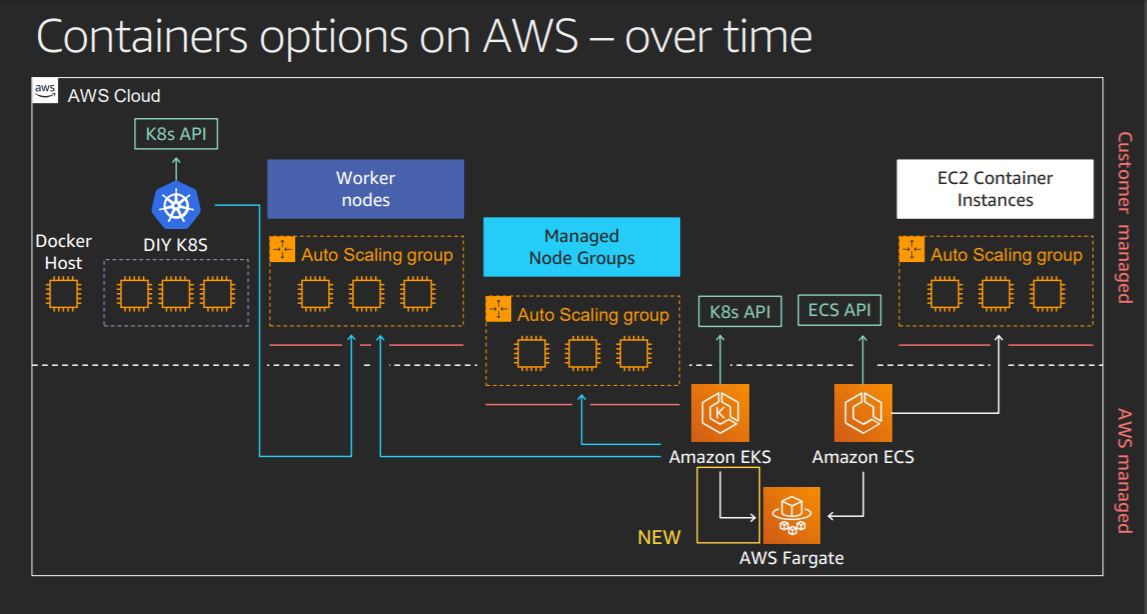 Containers options on AWS – over time
aws
AWS Cloud
K8s API
Docker
Host
DIY K8S
Worker
nodes
Auto Scaling group
Managed
Node Groups
Auto Scaling group
K8s API
ECS API
EC2 Container
Instances
Auto Scaling group
K
Amazon EKS
Amazon ECS
NEW
AWS Fargate
Customer managed
AWS managed